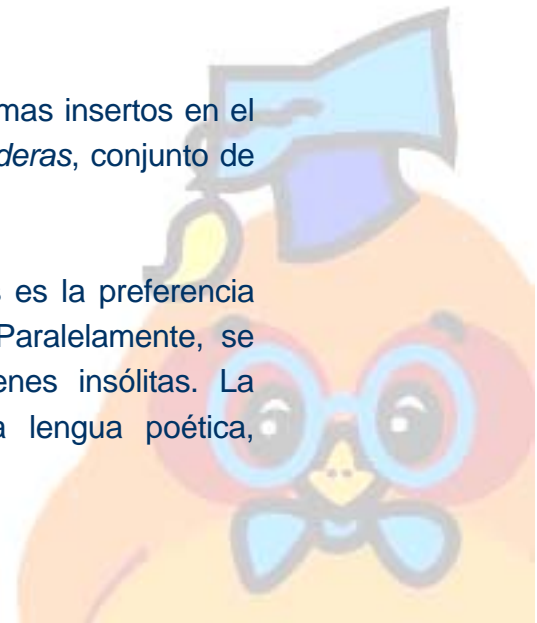 mas insertos en el
deras, conjunto de
es la preferencia
Paralelamente, se
enes insólitas. La
a lengua poética,